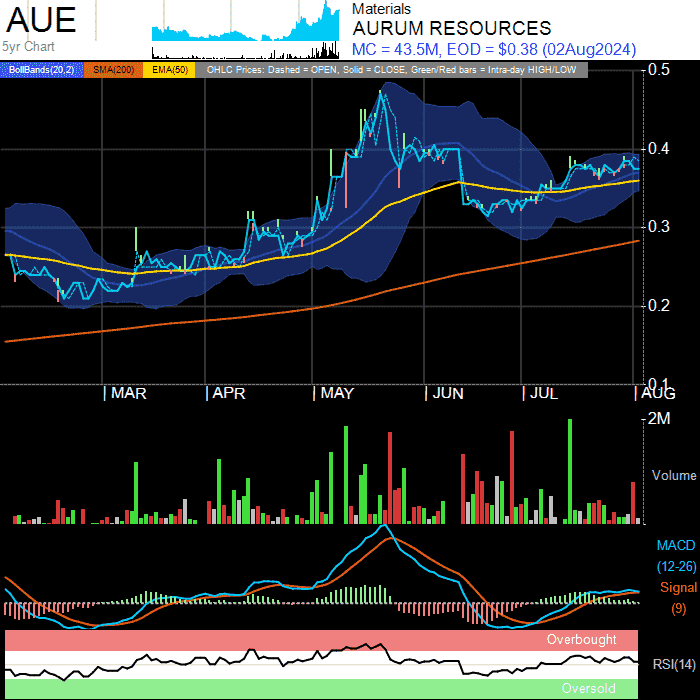 AUE
5yr Chart
Materials
AURUM RESOURCES
MC = 43.5M, EOD = $0.38 (02Aug2024)
BollBands(20,2) SMA(200) EMA(50) OHLC Prices: Dashed = OPEN, Solid = CLOSE, Green/Red bars = Intra-day HIGH/LOW
0.5
0.4
0.3
0.2
0.1
MAR APR MAY JUN JUL AUG
2M
Volume
MACD
(12-26)
Signal
(9)
Overbought
RSI(14)
Oversold